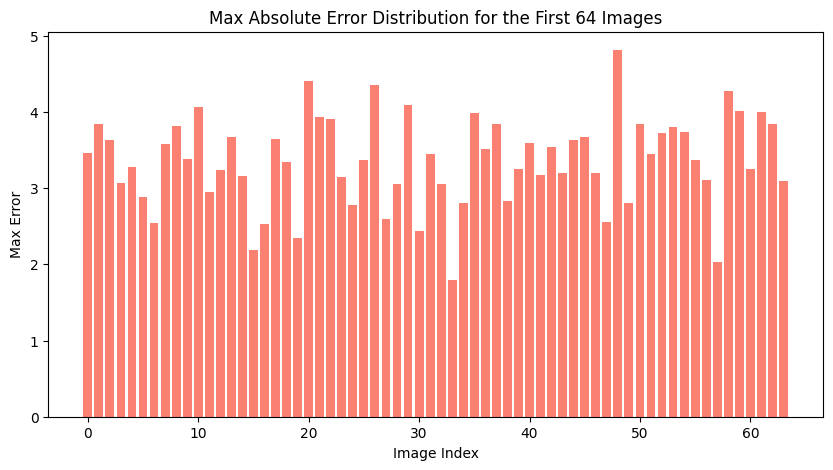 Max Absolute Error Distribution for the First 64 Images
5
4
3
2
1
0
Max Error
0 10 20 30 40 50 60
Image Index